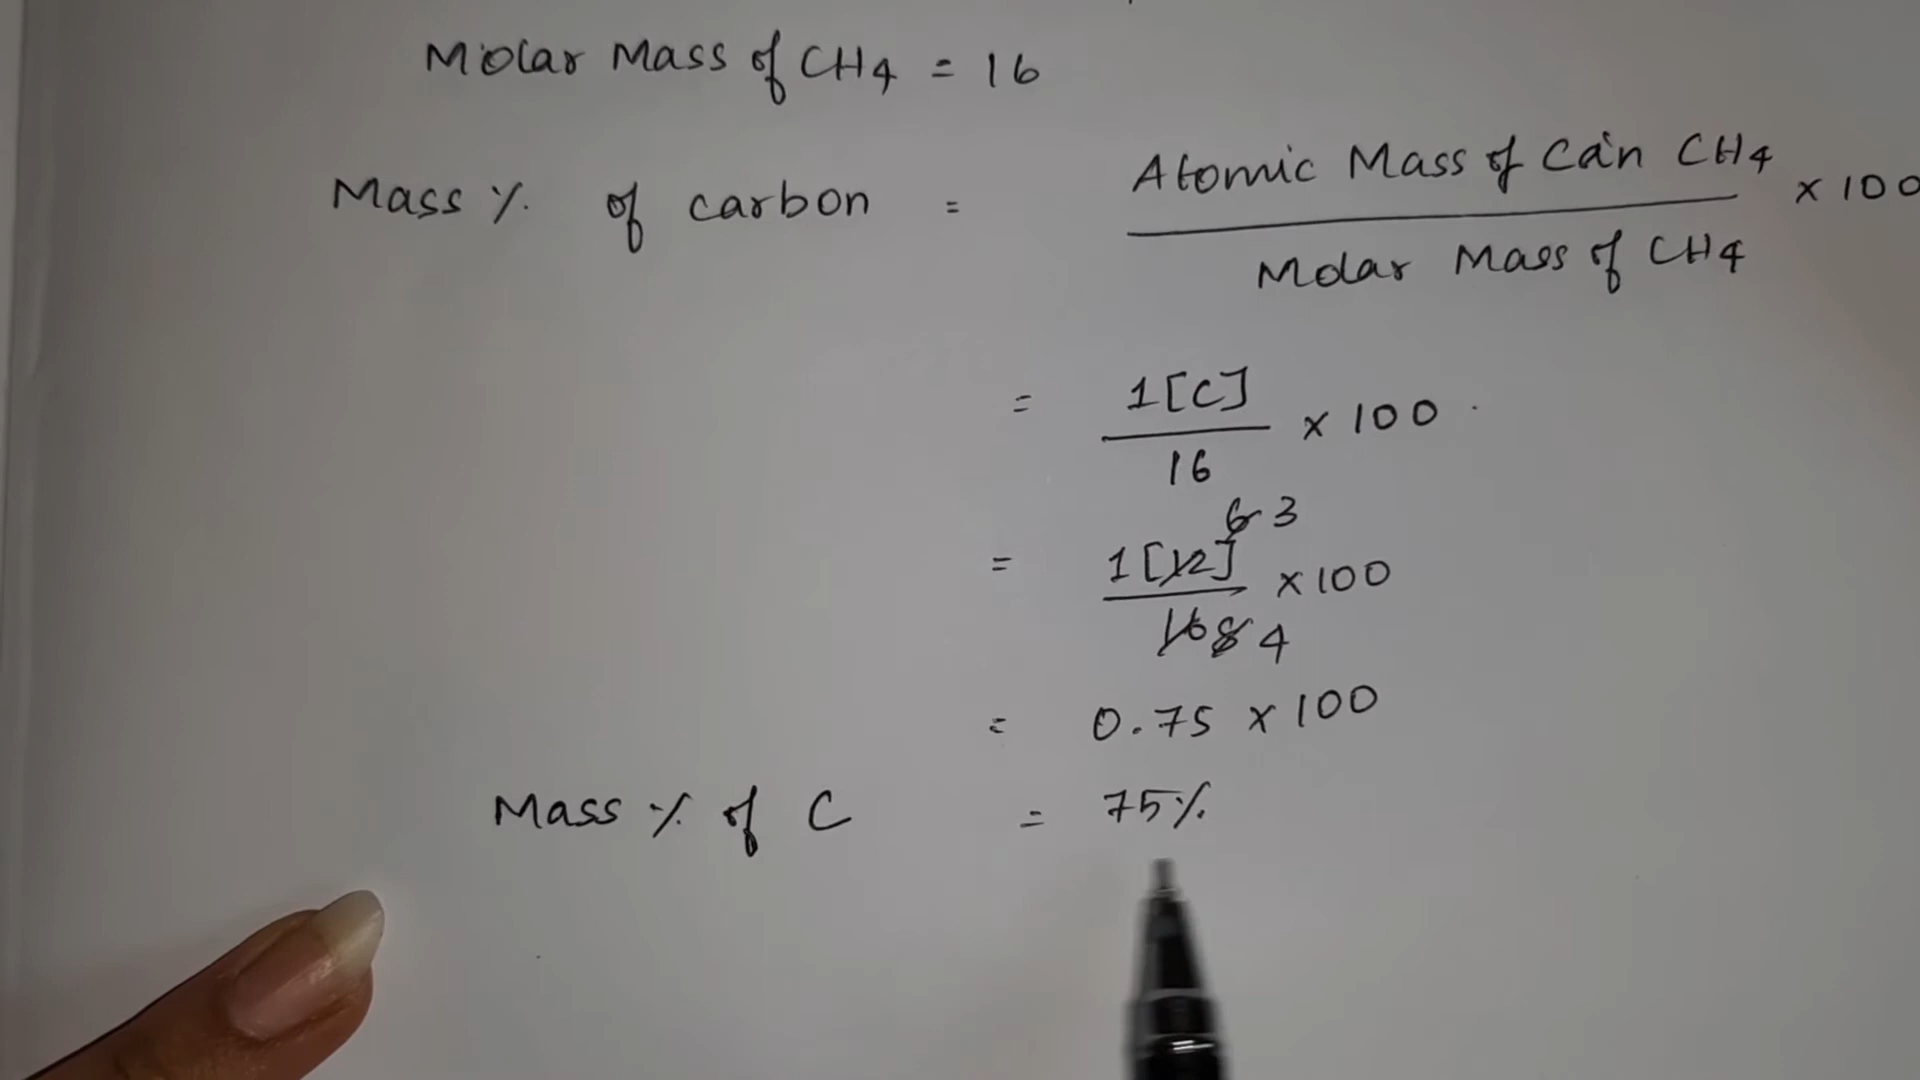 Molar Mass of CH4 = 16
Atomic Mass of C in CH4
Mass % of carbon = ———— x 100
Molar Mass of CH4
= 1[C] / 16 x 100
6 3
= 1[12] / 16 8 4 x 100
= 0.75 x 100
Mass % of C = 75%